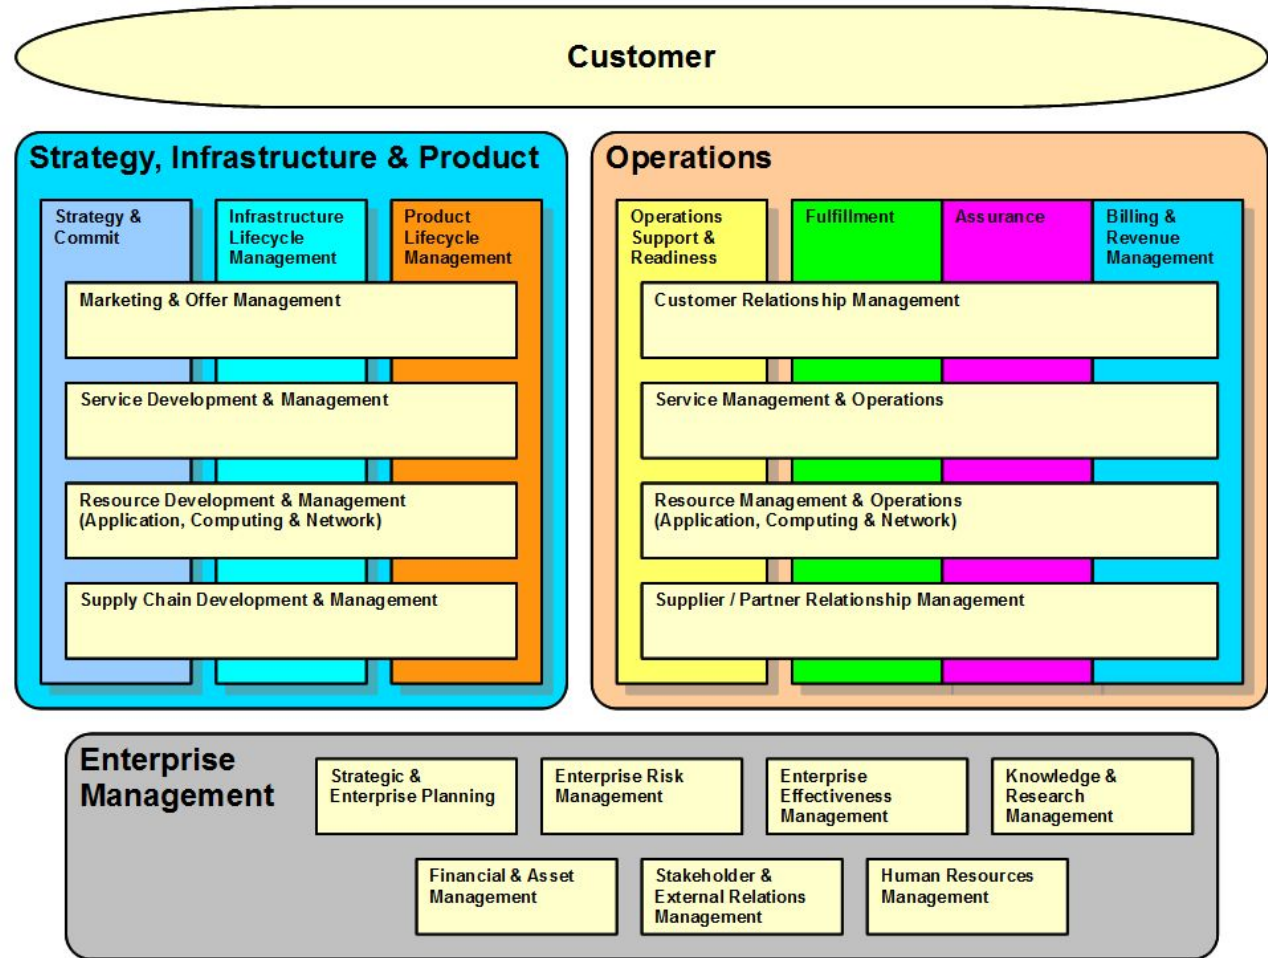 Customer
Strategy, Infrastructure & Product
Strategy &
Commit
Infrastructure
Lifecycle
Management
Product
Lifecycle
Management
Marketing & Offer Management
Service Development & Management
Resource Development & Management
(Application, Computing & Network)
Supply Chain Development & Management
Operations
Operations
Support &
Readiness
Fulfillment
Assurance
Billing &
Revenue
Management
Customer Relationship Management
Service Management & Operations
Resource Management & Operations
(Application, Computing & Network)
Supplier / Partner Relationship Management
Enterprise
Management
Strategic &
Enterprise Planning
Enterprise Risk
Management
Enterprise
Effectiveness
Management
Knowledge &
Research
Management
Financial & Asset
Management
Stakeholder &
External Relations
Management
Human Resources
Management